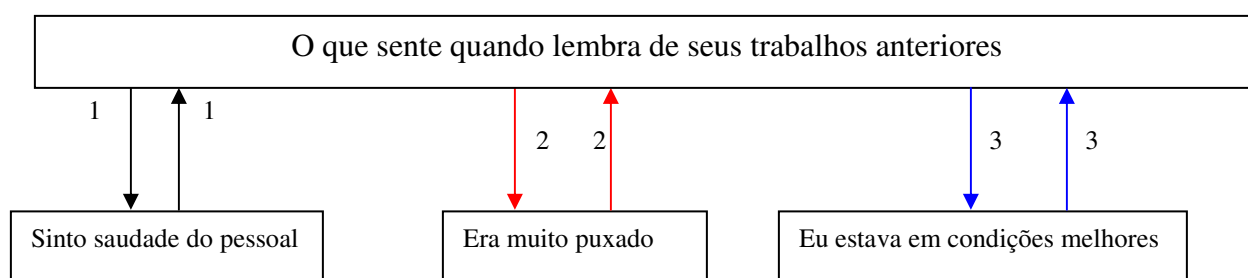 O que sente quando lembra de seus trabalhos anteriores
1 1 2 2 3 3
Sinto saudade do pessoal
Era muito puxado
Eu estava em condições melhores